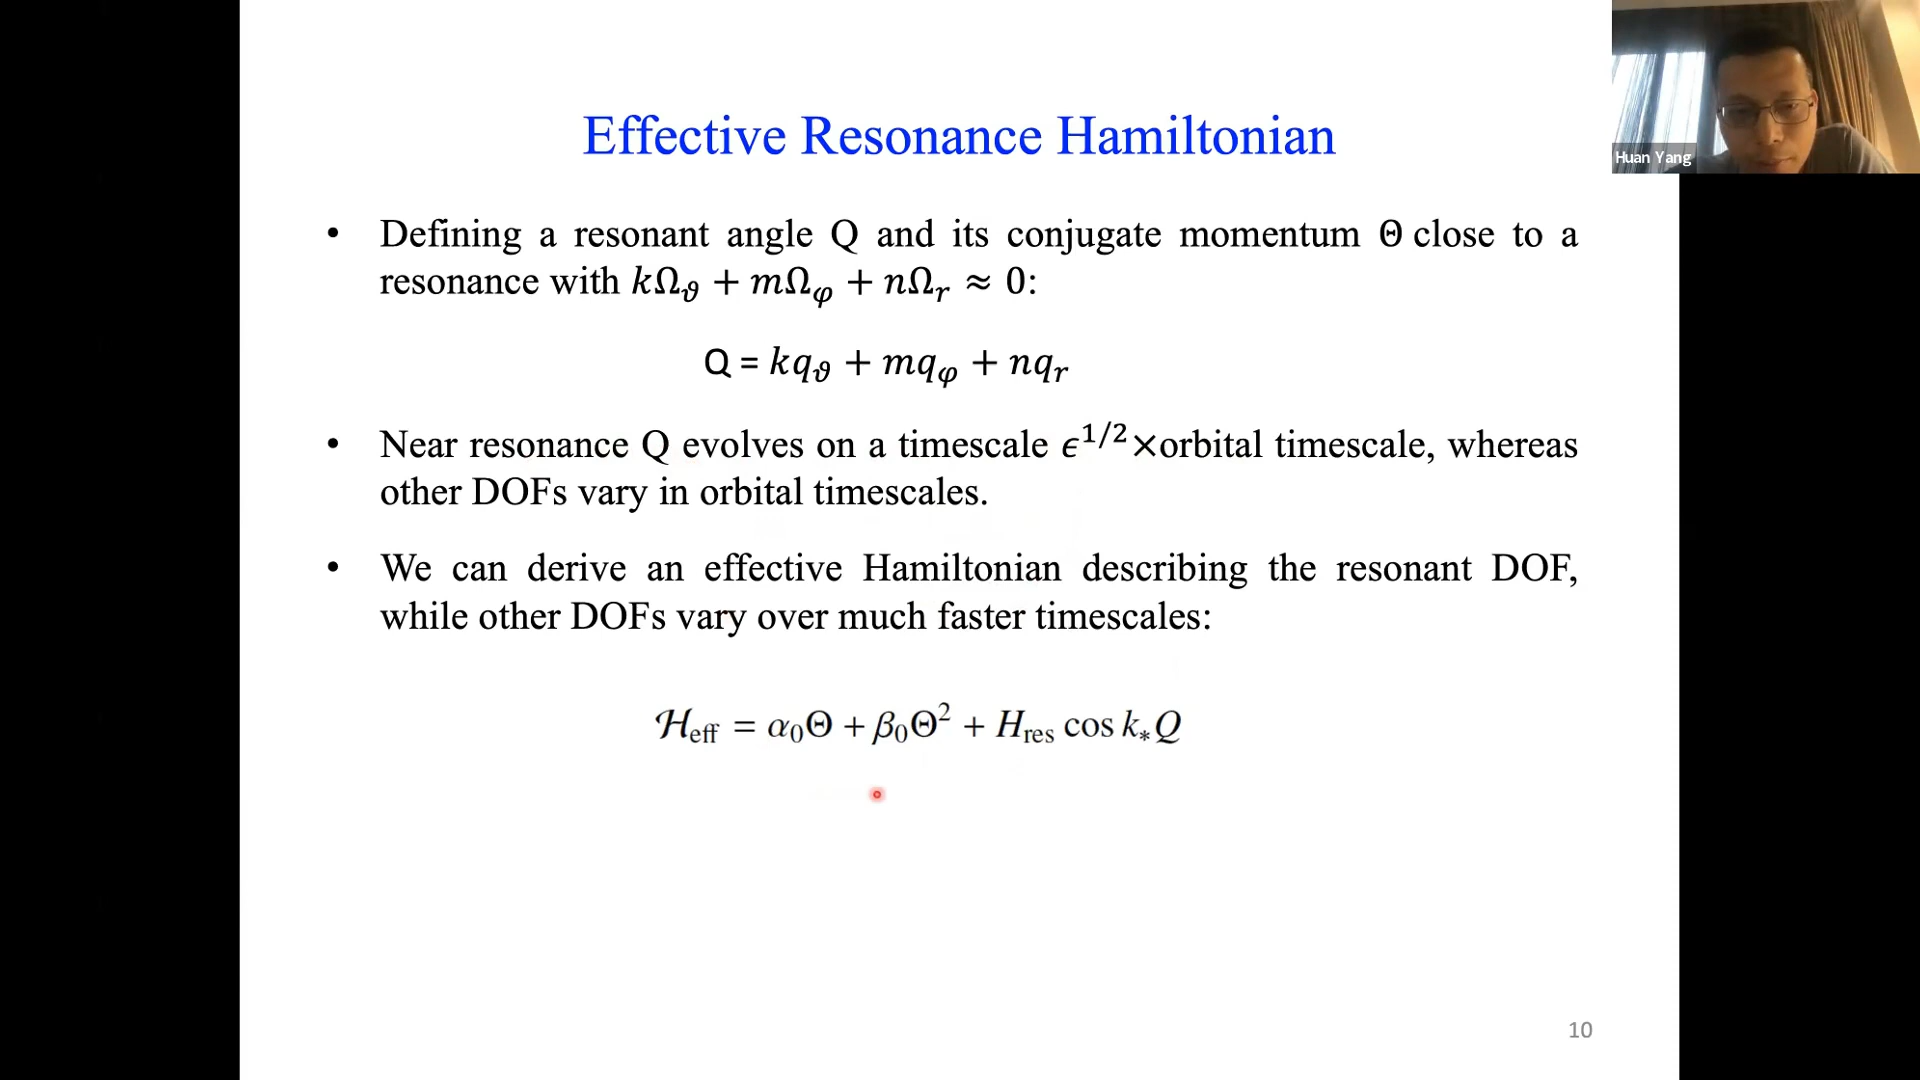 Effective Resonance Hamiltonian
Huan Yang
• Defining a resonant angle Q and its conjugate momentum Θ close to a
resonance with kΩ_ϑ + mΩ_φ + nΩ_r ≈ 0:
Q = kq_ϑ + mq_φ + nq_r
• Near resonance Q evolves on a timescale ϵ^{1/2}×orbital timescale, whereas
other DOFs vary in orbital timescales.
• We can derive an effective Hamiltonian describing the resonant DOF,
while other DOFs vary over much faster timescales:
ℋ_eff = α_0Θ + β_0Θ^2 + H_res cos k_*Q
10